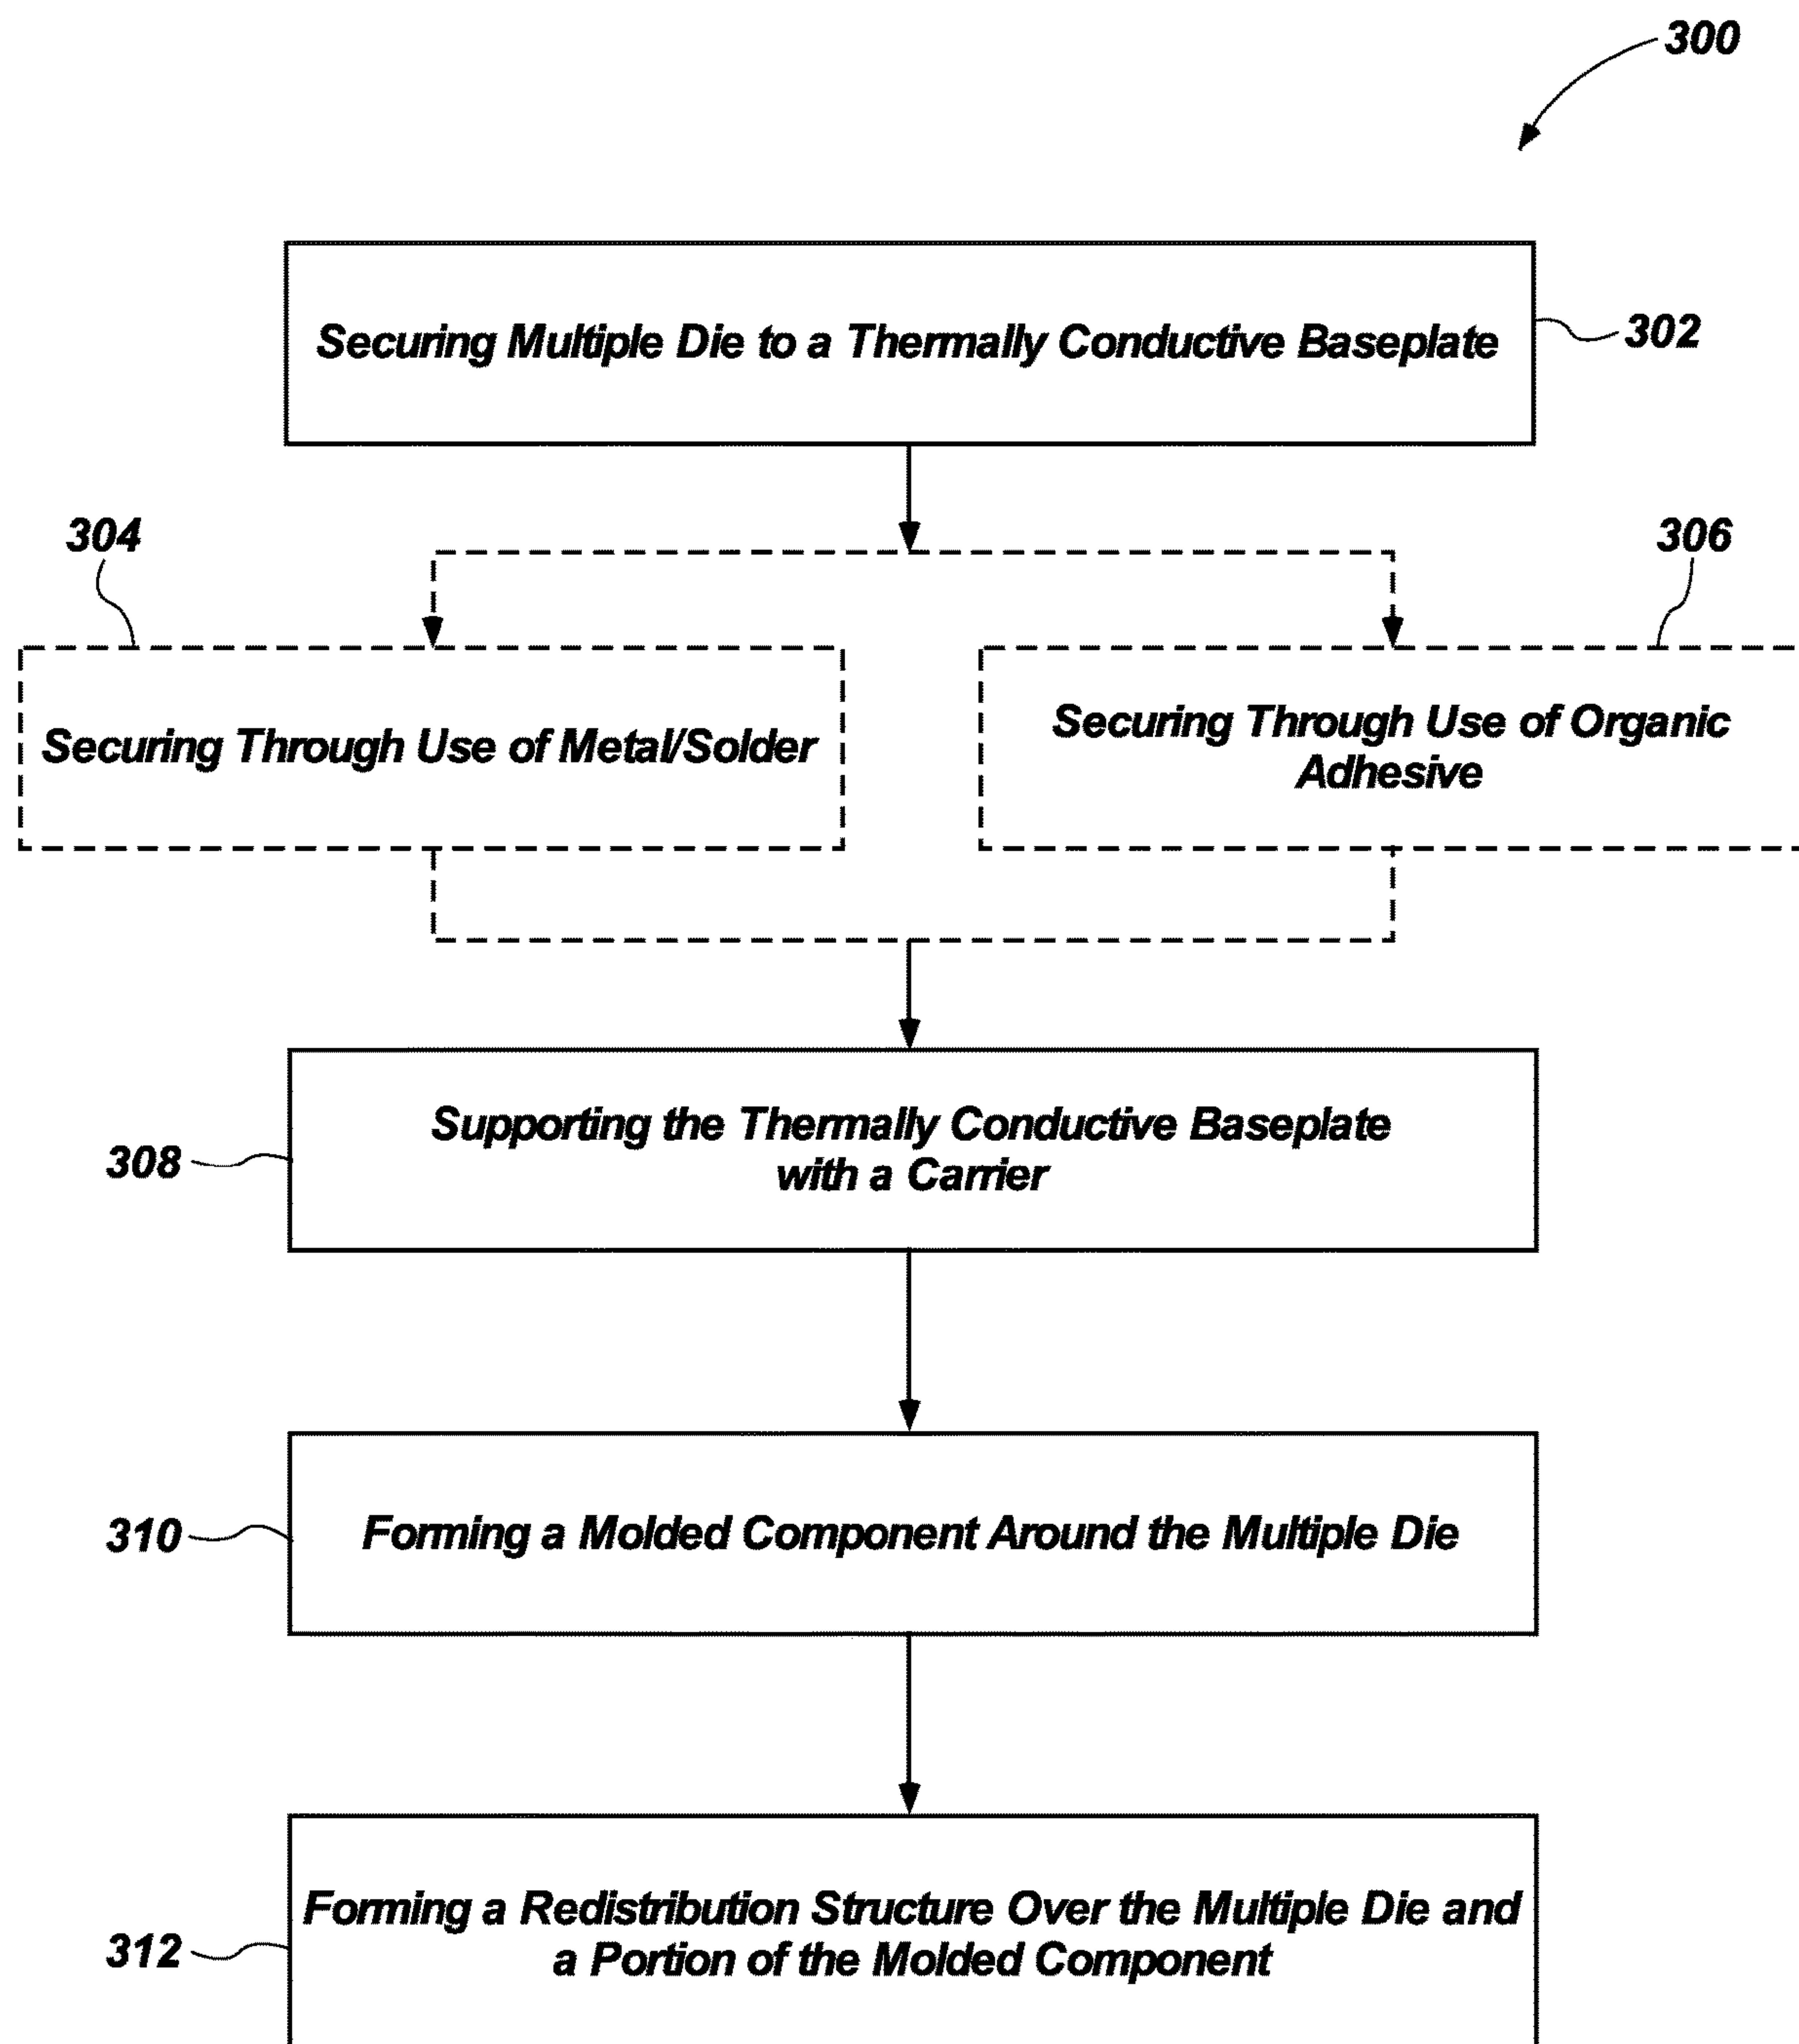 300
Securing Multiple Die to a Thermally Conductive Baseplate
302
304
306
Securing Through Use of Metal/Solder
Securing Through Use of Organic
Adhesive
Supporting the Thermally Conductive Baseplate
with a Carrier
308
Forming a Molded Component Around the Multiple Die
310
Forming a Redistribution Structure Over the Multiple Die and
a Portion of the Molded Component
312